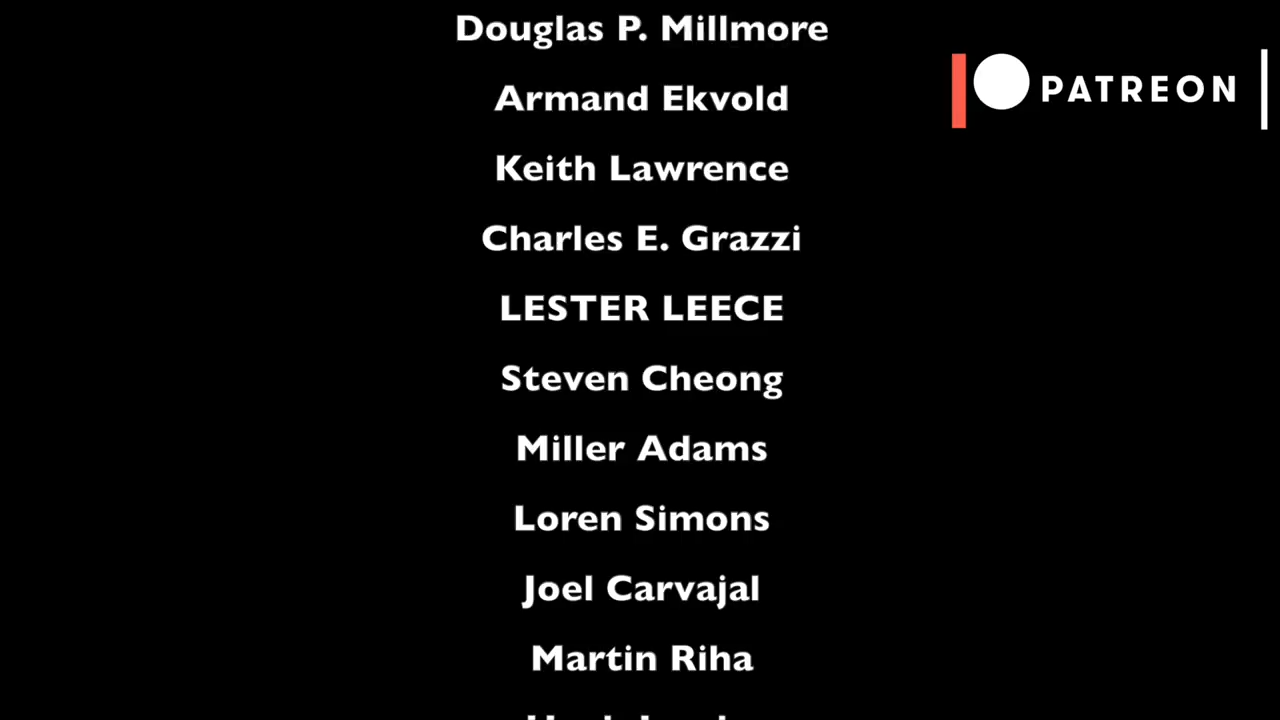 Douglas P. Millmore
PATREON
Armand Ekvold
Keith Lawrence
Charles E. Grazzi
LESTER LEECE
Steven Cheong
Miller Adams
Loren Simons
Joel Carvajal
Martin Riha